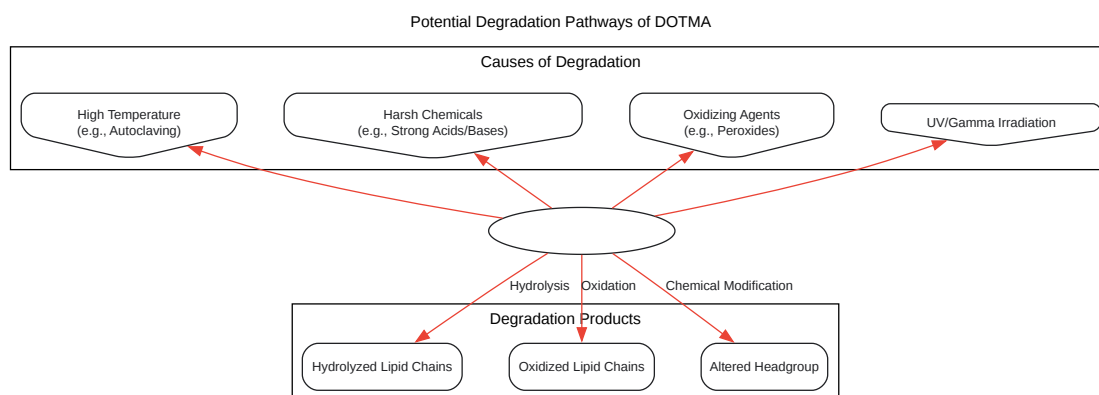 Potential Degradation Pathways of DOTMA
Causes of Degradation
High Temperature
(e.g., Autoclaving)
Harsh Chemicals
(e.g., Strong Acids/Bases)
Oxidizing Agents
(e.g., Peroxides)
UV/Gamma Irradiation
Hydrolysis
Oxidation
Chemical Modification
Degradation Products
Hydrolyzed Lipid Chains
Oxidized Lipid Chains
Altered Headgroup